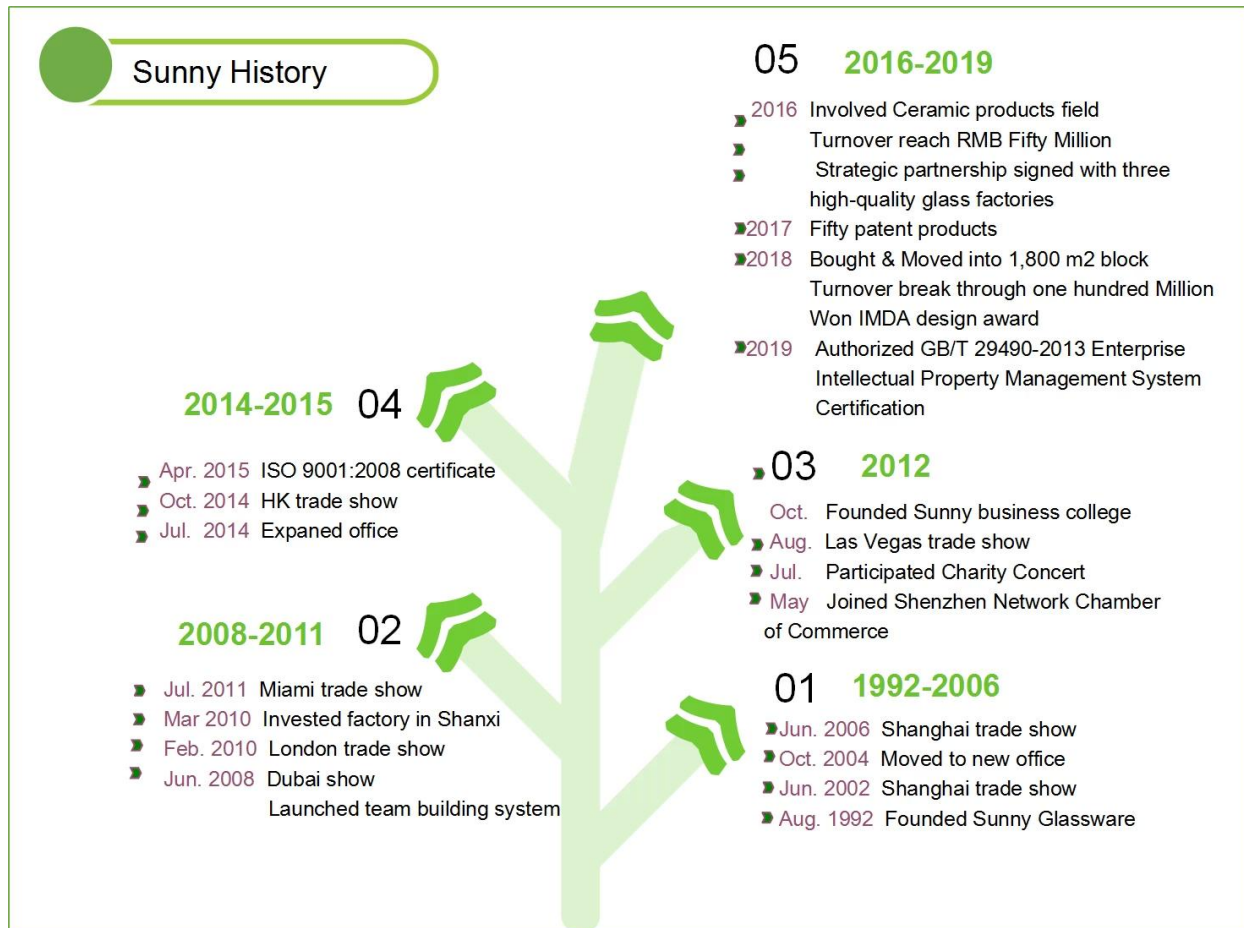 Sunny History
05 2016-2019
2016 Involved Ceramic products field
Turnover reach RMB Fifty Million
Strategic partnership signed with three
high-quality glass factories
2017 Fifty patent products
2018 Bought & Moved into 1,800 m2 block
Turnover break through one hundred Million
Won IMDA design award
2019 Authorized GB/T 29490-2013 Enterprise
Intellectual Property Management System
Certification
2014-2015 04
Apr. 2015 ISO 9001:2008 certificate
Oct. 2014 HK trade show
Jul. 2014 Expaned office
03 2012
Oct. Founded Sunny business college
Aug. Las Vegas trade show
Jul. Participated Charity Concert
May Joined Shenzhen Network Chamber
of Commerce
2008-2011 02
Jul. 2011 Miami trade show
Mar 2010 Invested factory in Shanxi
Feb. 2010 London trade show
Jun. 2008 Dubai show
Launched team building system
01 1992-2006
Jun. 2006 Shanghai trade show
Oct. 2004 Moved to new office
Jun. 2002 Shanghai trade show
Aug. 1992 Founded Sunny Glassware